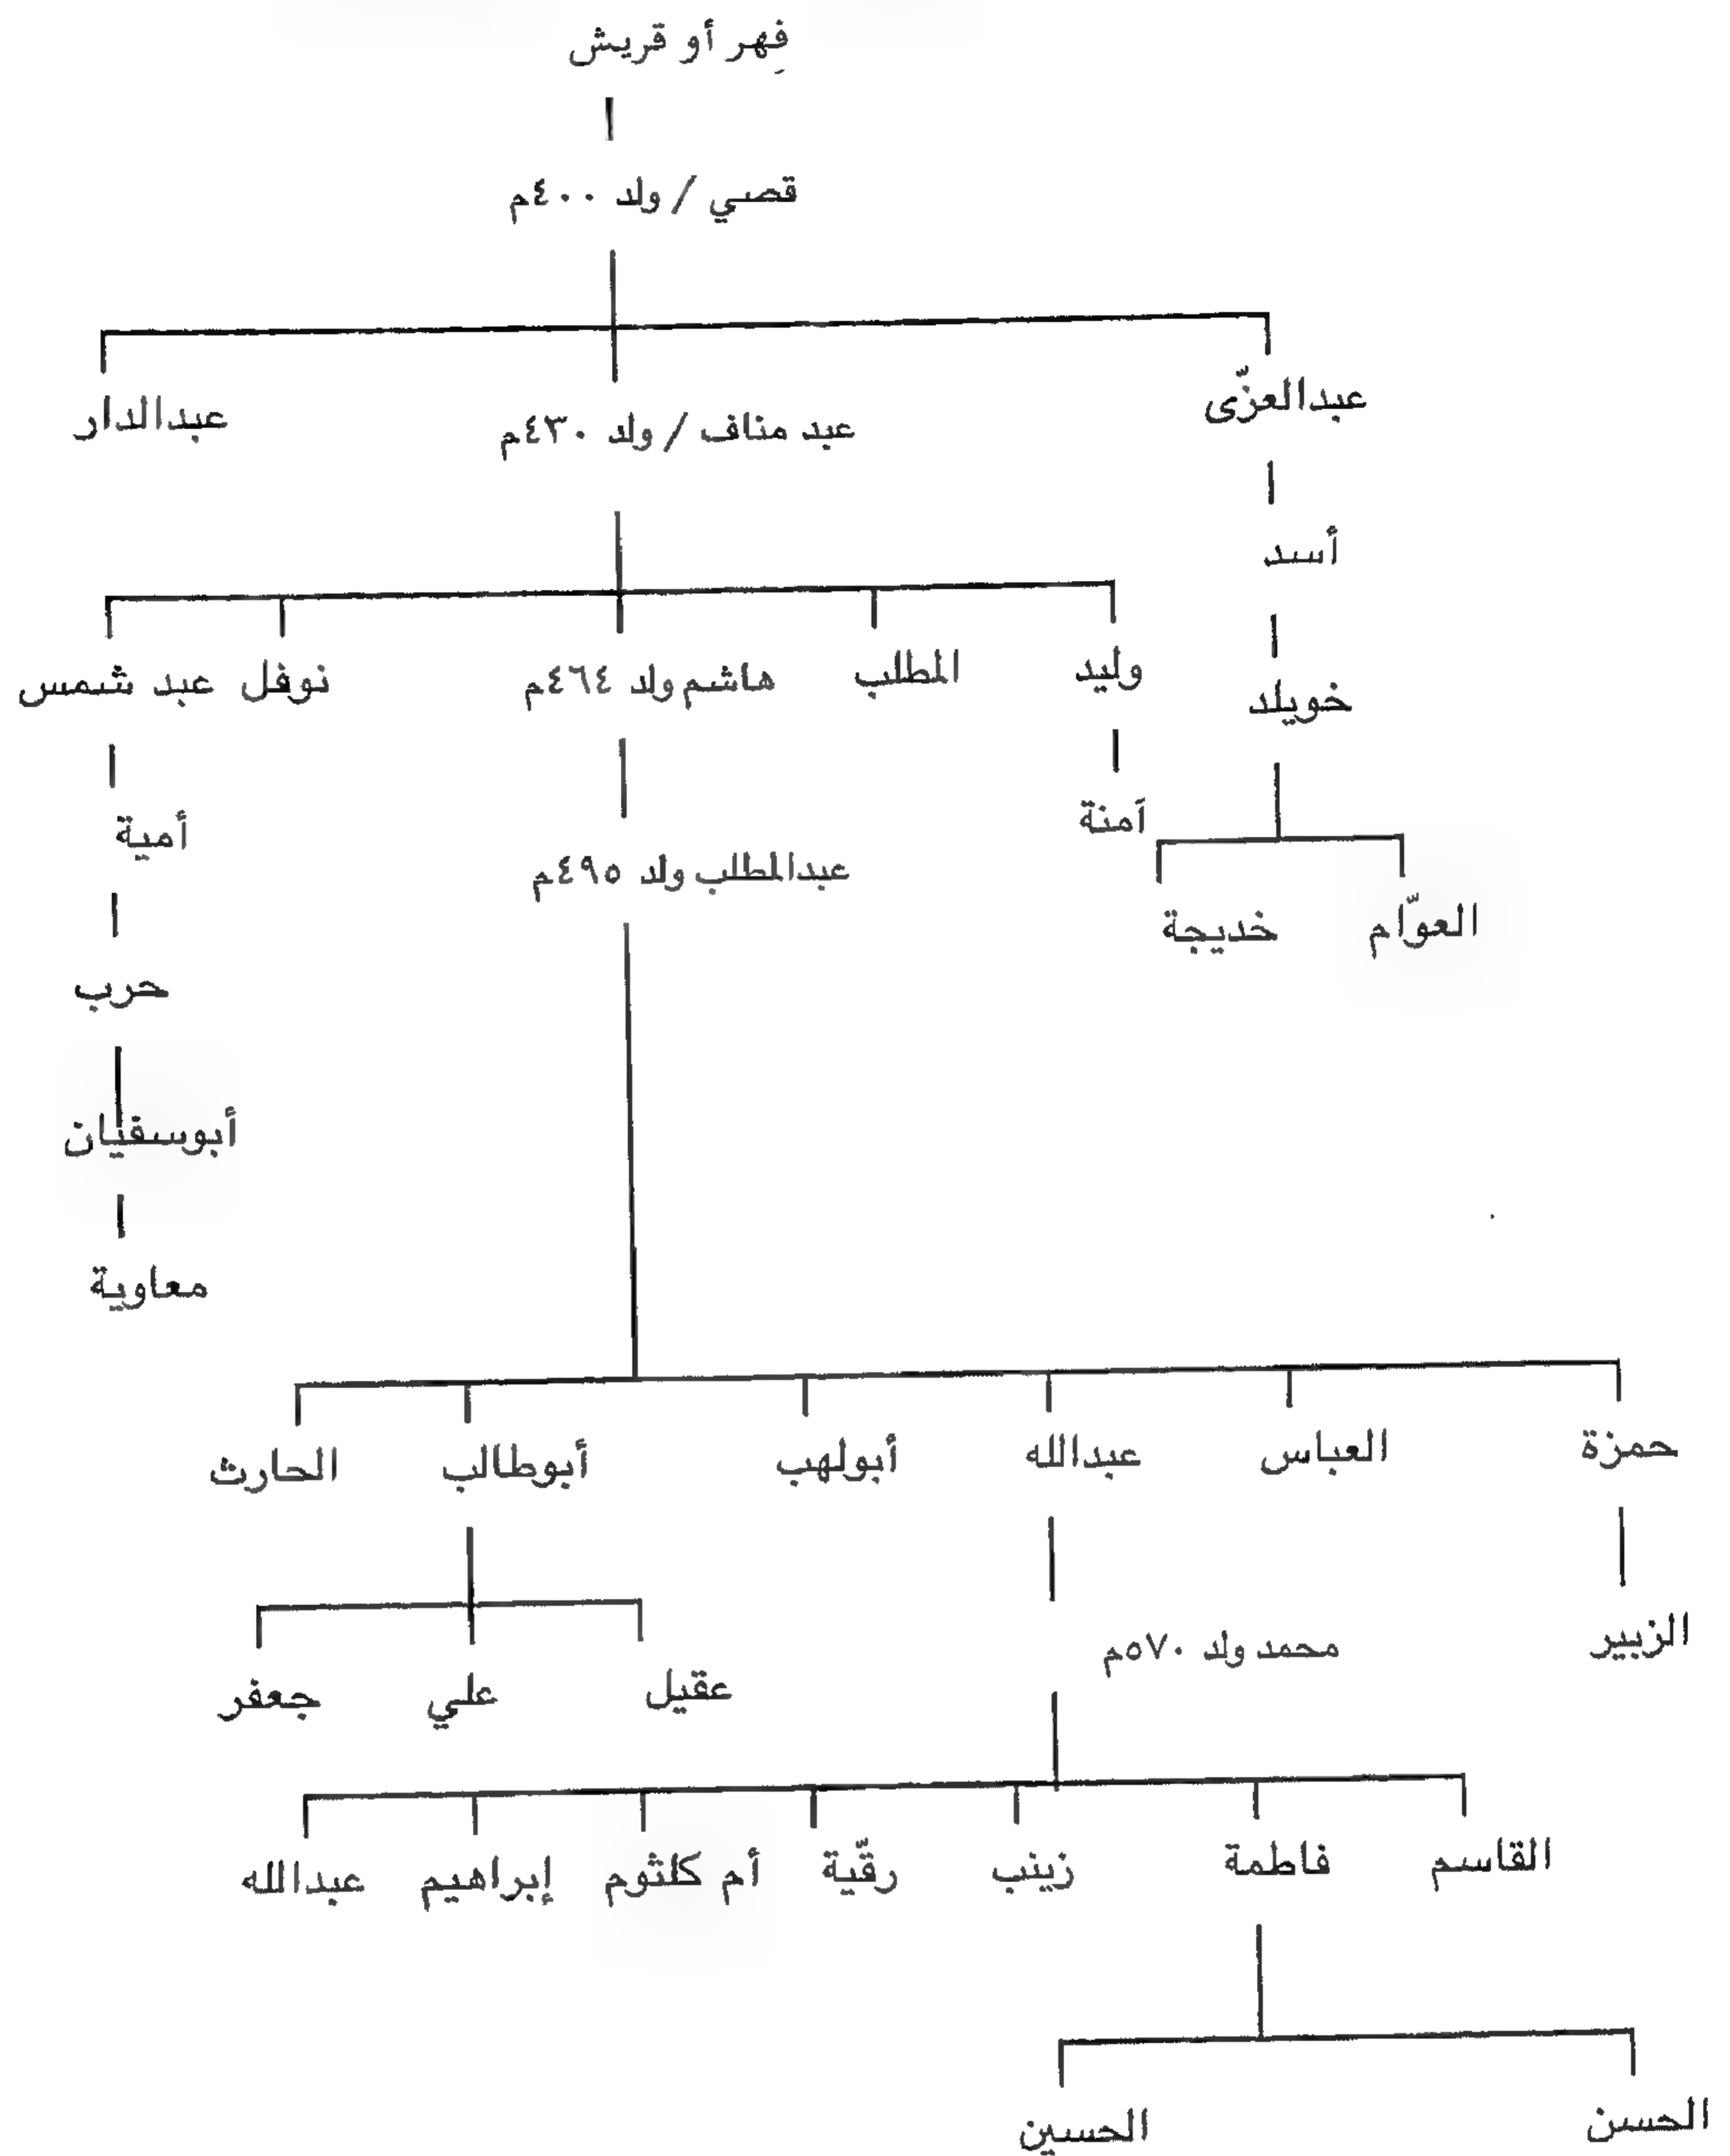 فِهر أو قريش
قصي / ولد ٤٠٠م
عبدالعزّى
عبد مناف / ولد ٤٣٠م
عبدالدار
أسد
وليد
المطلب
هاشم ولد ٤٦٤م
نوفل
عبد شمس
خويلد
آمنة
أمية
عبدالمطلب ولد ٤٩٥م
العوّام
خديجة
حرب
أبوسفيان
معاوية
حمزة
العباس
عبدالله
أبولهب
أبوطالب
الحارث
الزبير
محمد ولد ٥٧٠م
عقيل
علي
جعفر
القاسم
فاطمة
زينب
رقّية
أم كلثوم
إبراهيم
عبدالله
الحسن
الحسين